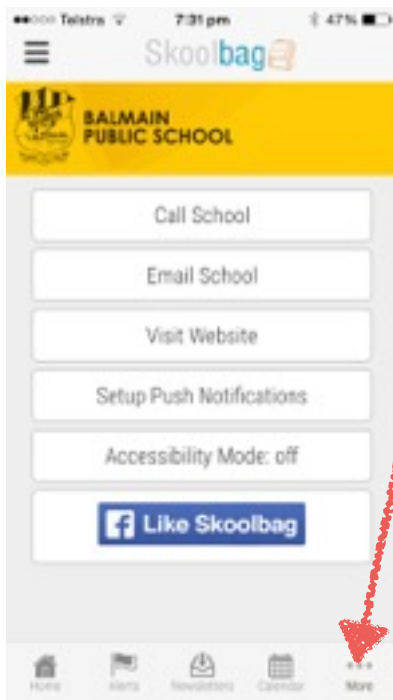 Telstra 7:31 pm 47%
Skoolbag
BALMAIN
PUBLIC SCHOOL
Call School
Email School
Visit Website
Setup Push Notifications
Accessibility Mode: off
f Like Skoolbag
Home Alerts Newsletters Calendar More